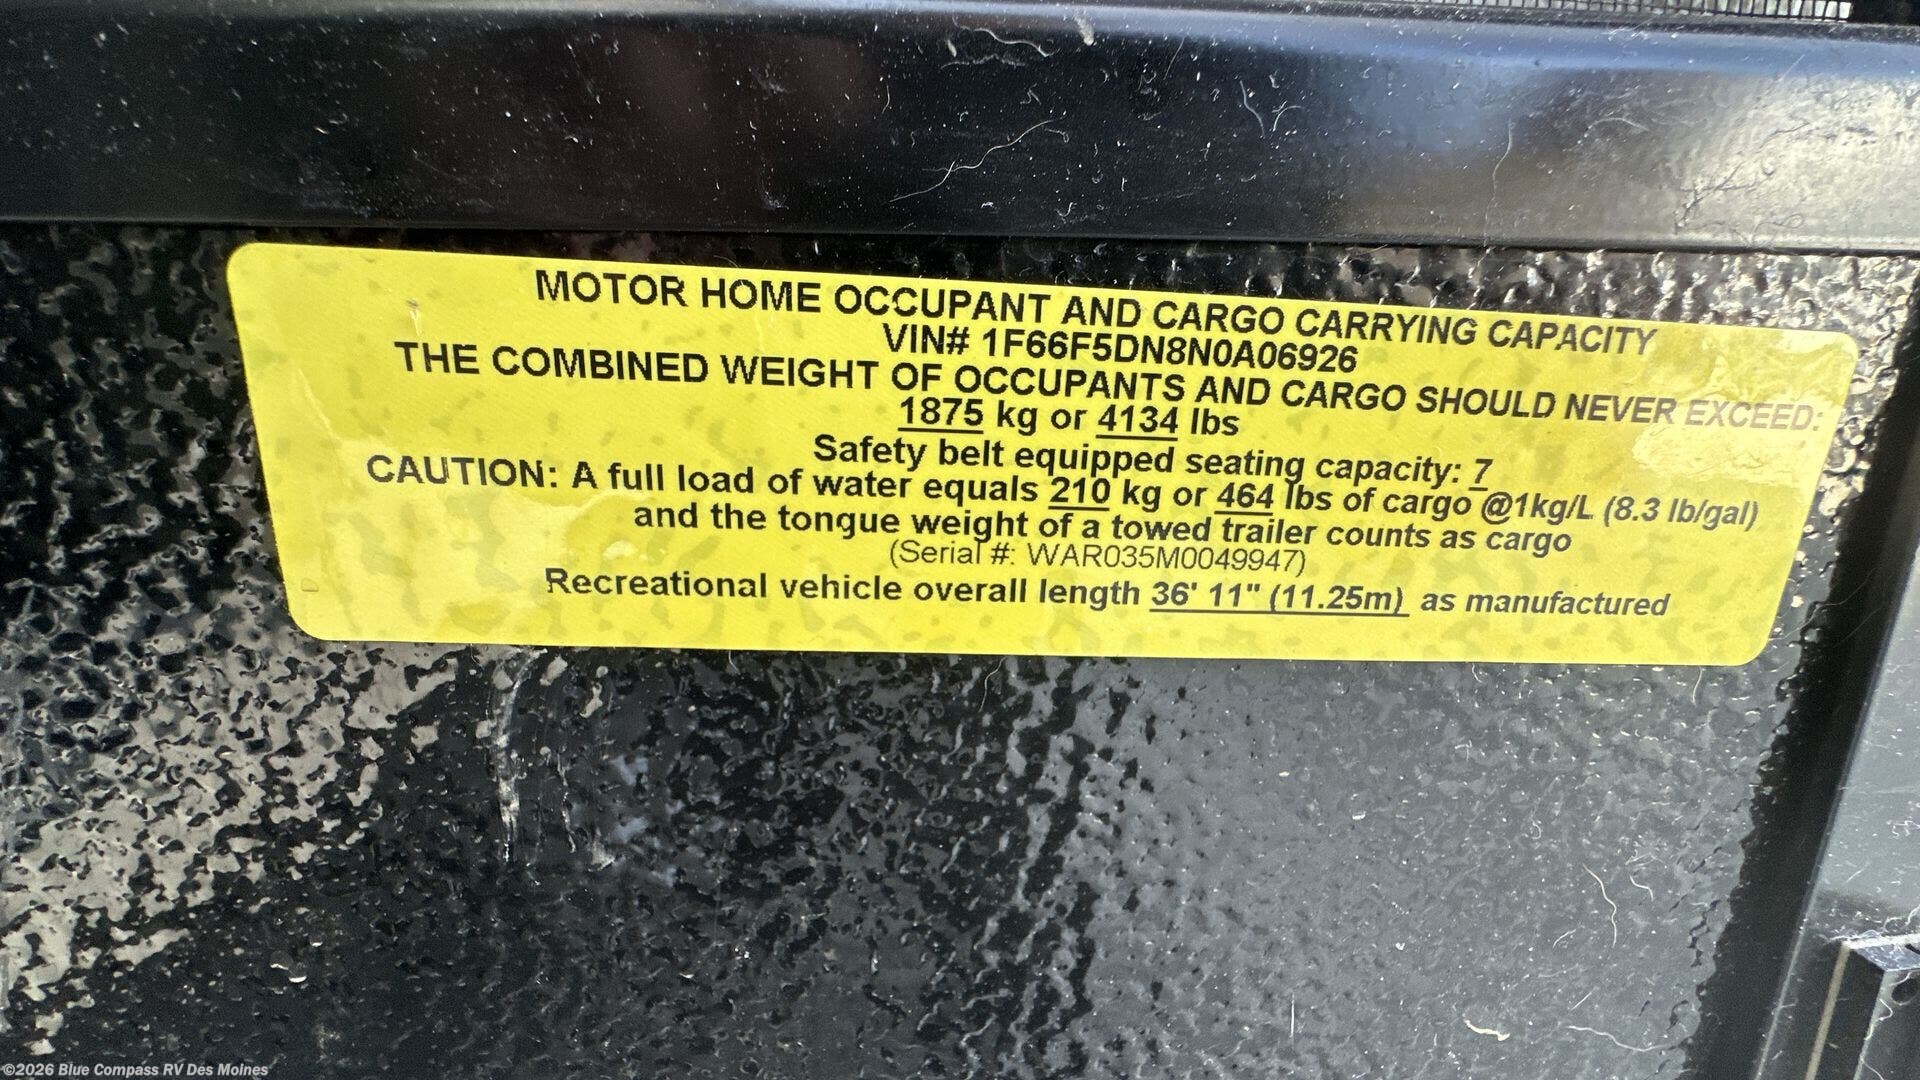 MOTOR HOME OCCUPANT AND CARGO CARRYING CAPACITY
VIN# 1F66F5DN8N0A06926
THE COMBINED WEIGHT OF OCCUPANTS AND CARGO SHOULD NEVER EXCEED:
1875 kg or 4134 lbs
Safety belt equipped seating capacity: 7
CAUTION: A full load of water equals 210 kg or 464 lbs of cargo @1kg/L (8.3 lb/gal)
and the tongue weight of a towed trailer counts as cargo
(Serial #: WAR035M0049947)
Recreational vehicle overall length 36' 11" (11.25m) as manufactured
©2026 Blue Compass RV Des Moines